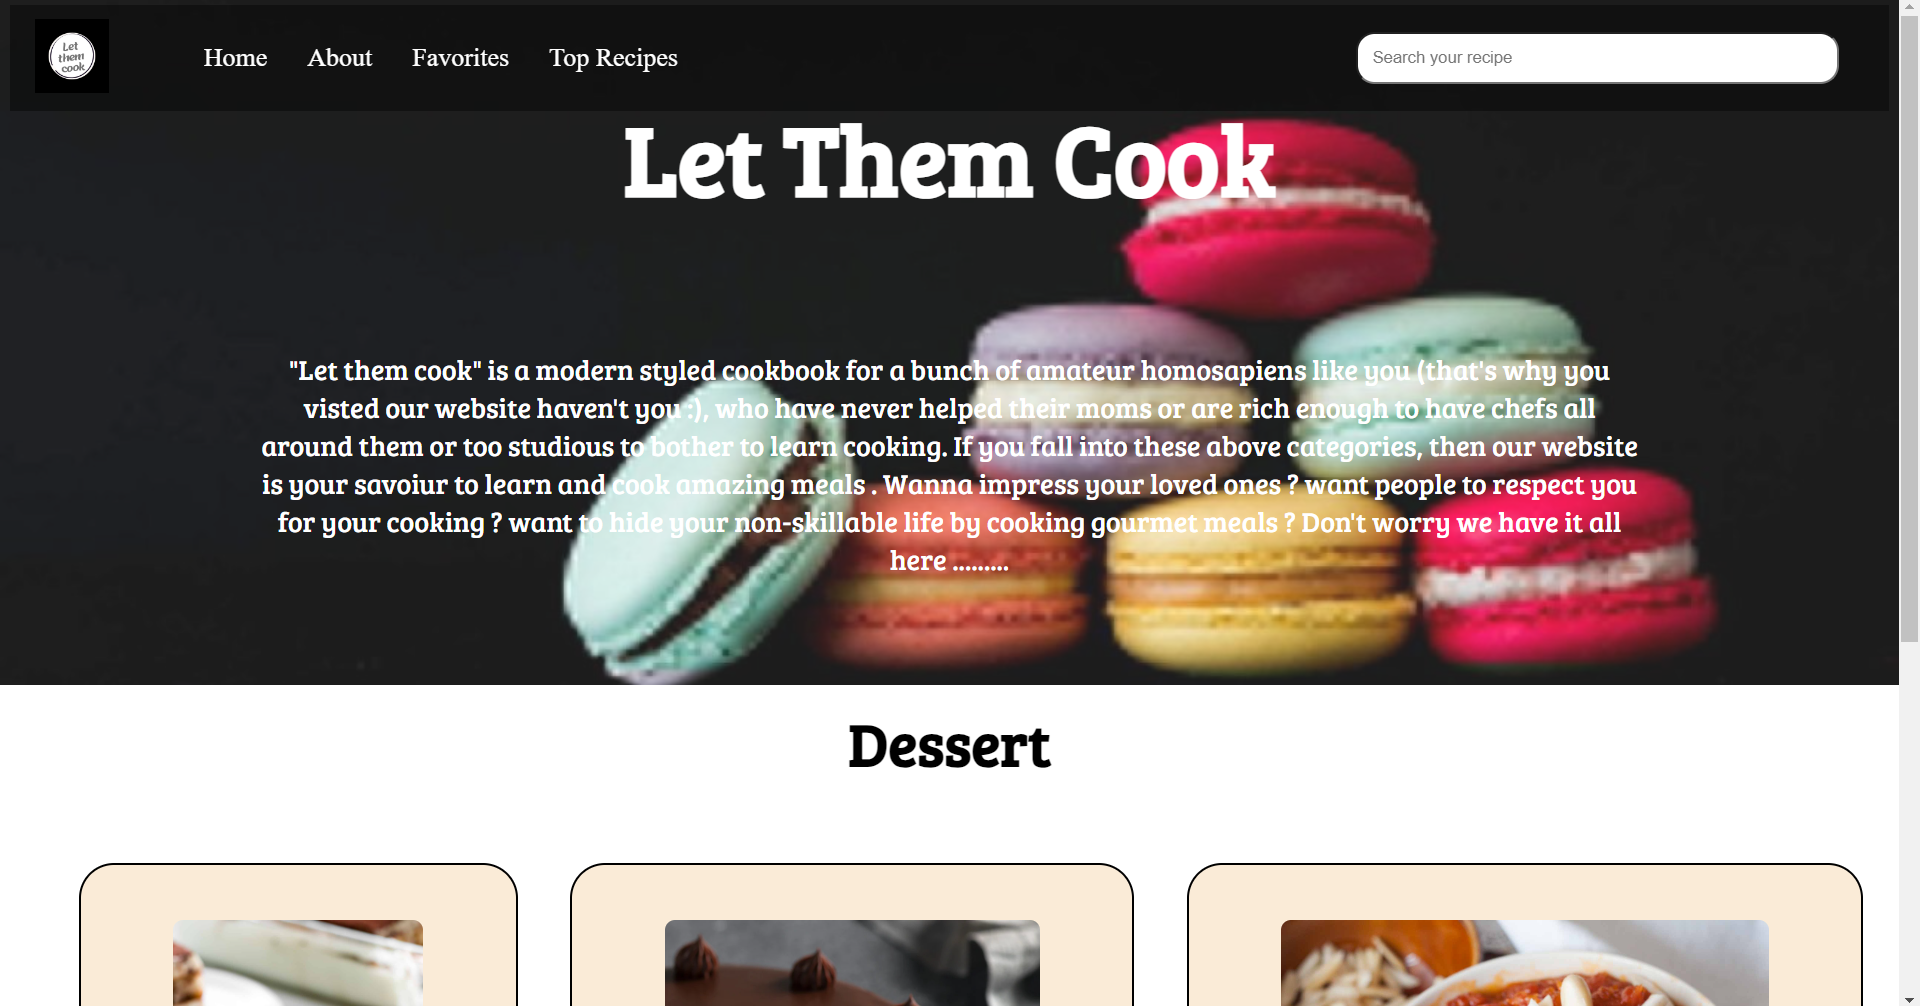 Let
them
cook
Home About Favorites Top Recipes
Search your recipe
Let Them Cook
"Let them cook" is a modern styled cookbook for a bunch of amateur homosapiens like you (that's why you
visted our website haven't you :), who have never helped their moms or are rich enough to have chefs all
around them or too studious to bother to learn cooking. If you fall into these above categories, then our website
is your savoiur to learn and cook amazing meals . Wanna impress your loved ones ? want people to respect you
for your cooking ? want to hide your non-skillable life by cooking gourmet meals ? Don't worry we have it all
here .........
Dessert